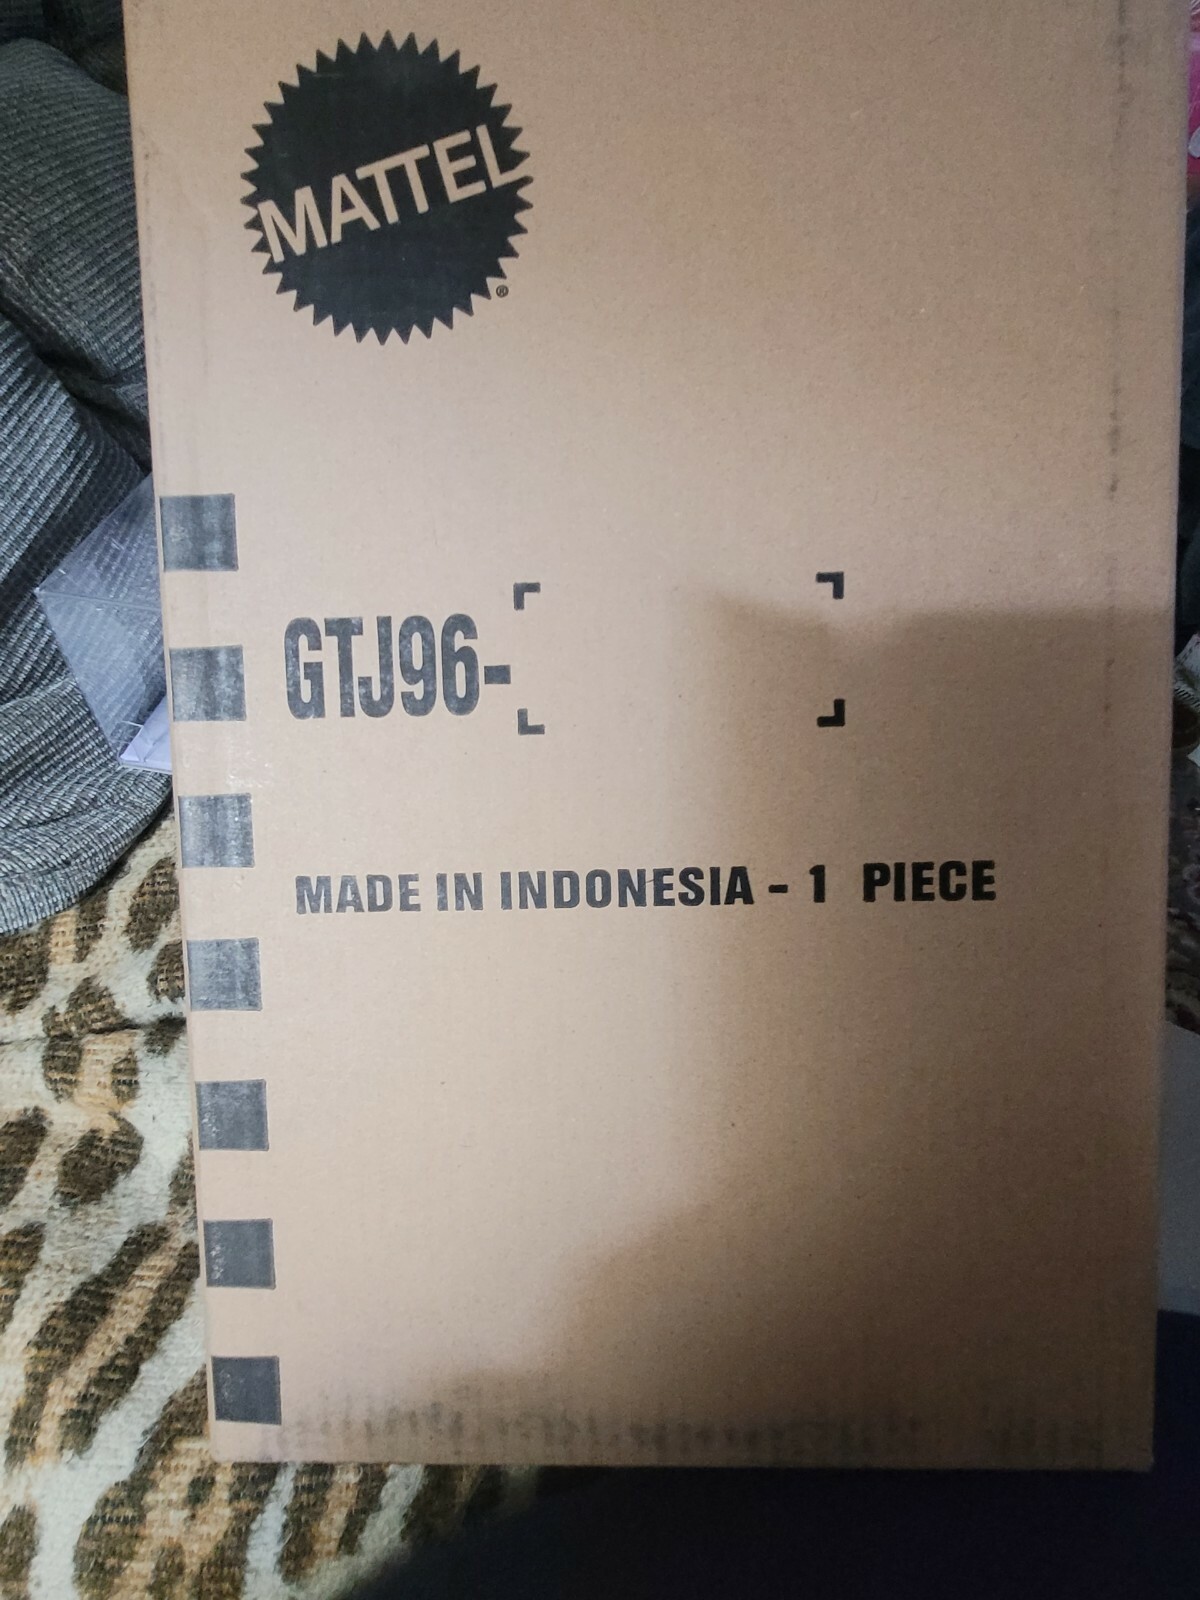 MATTEL
®
GTJ96-
MADE IN INDONESIA - 1 PIECE